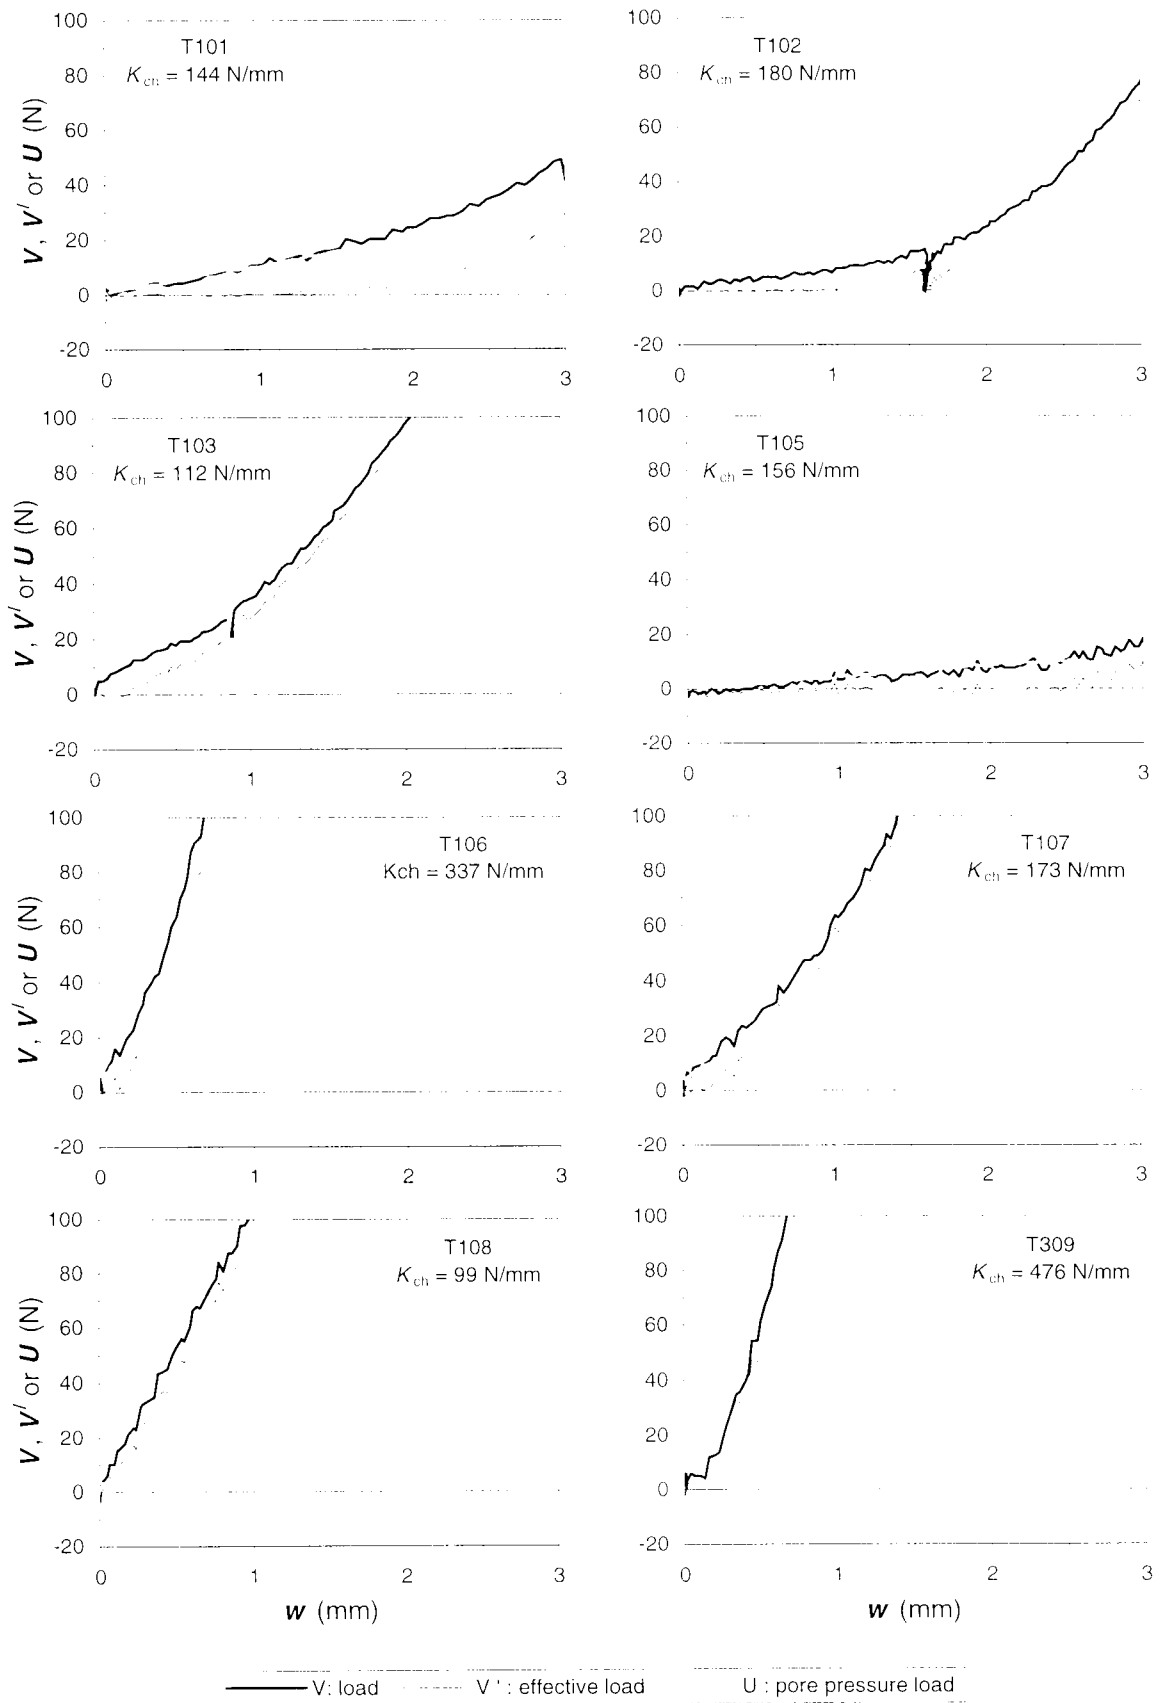 T101
K_ch = 144 N/mm
V, V' or U (N)
100
80
60
40
20
0
-20
0 1 2 3
T102
K_ch = 180 N/mm
100
80
60
40
20
0
-20
0 1 2 3
T103
K_ch = 112 N/mm
V, V' or U (N)
100
80
60
40
20
0
-20
0 1 2 3
T105
K_ch = 156 N/mm
100
80
60
40
20
0
-20
0 1 2 3
T106
Kch = 337 N/mm
V, V' or U (N)
100
80
60
40
20
0
-20
0 1 2 3
T107
K_ch = 173 N/mm
100
80
60
40
20
0
-20
0 1 2 3
T108
K_ch = 99 N/mm
V, V' or U (N)
100
80
60
40
20
0
-20
0 1 2 3
w (mm)
T309
K_ch = 476 N/mm
100
80
60
40
20
0
-20
0 1 2 3
w (mm)
V: load V ' : effective load U : pore pressure load